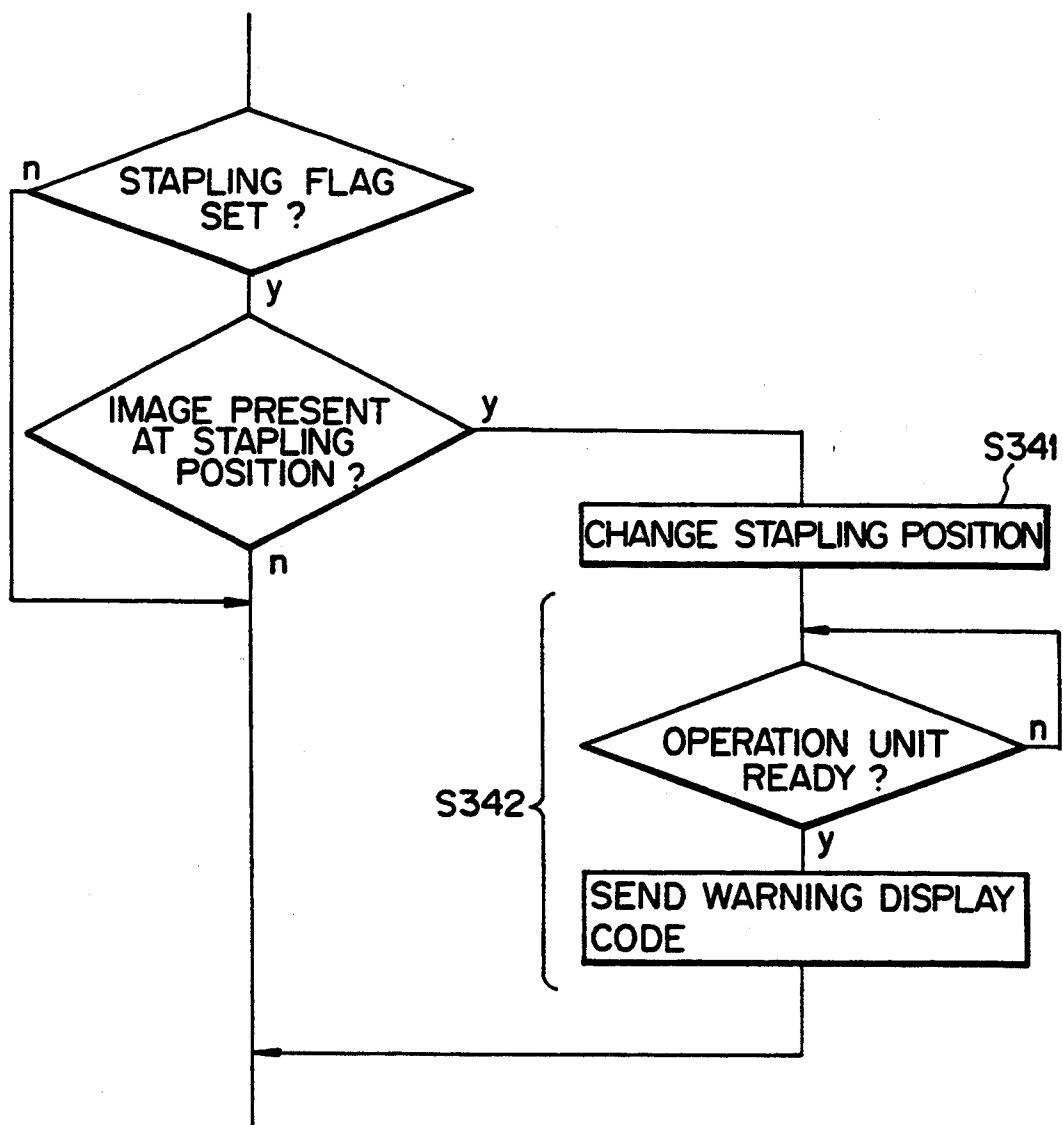 n
STAPLING FLAG
SET ?
y
IMAGE PRESENT
AT STAPLING
POSITION ?
y
n
S341
CHANGE STAPLING POSITION
OPERATION UNIT
READY ?
n
S342
y
SEND WARNING DISPLAY
CODE